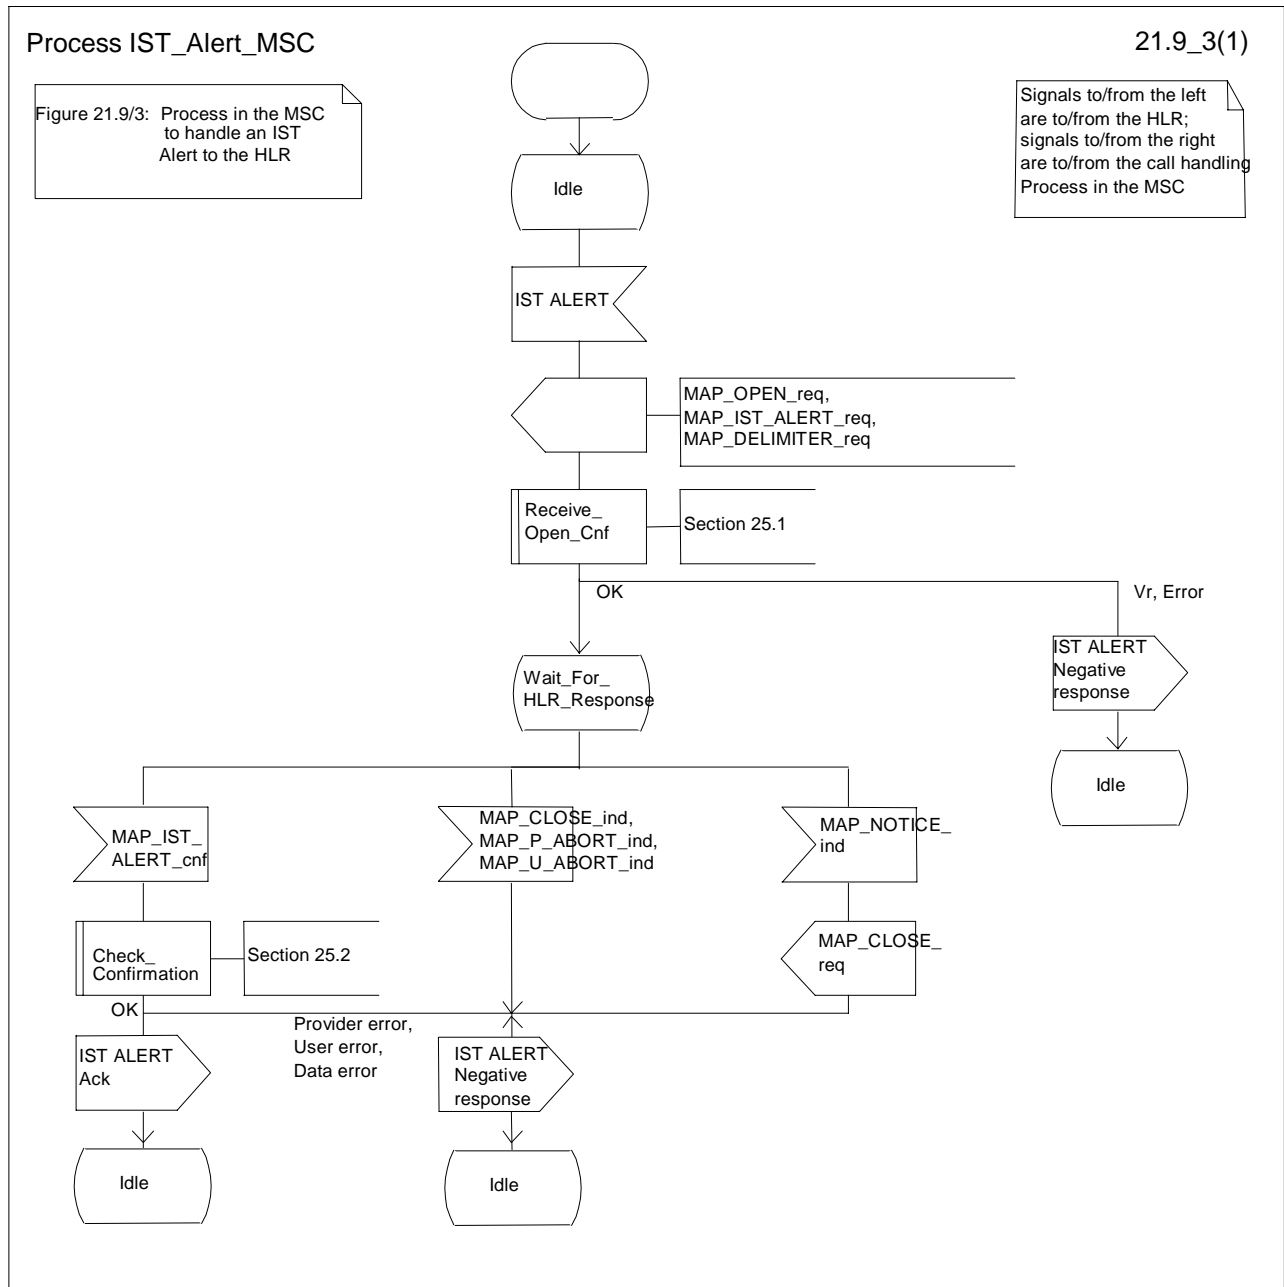 Process IST_Alert_MSC
21.9_3(1)
Figure 21.9/3: Process in the MSC
to handle an IST
Alert to the HLR
Signals to/from the left
are to/from the HLR;
signals to/from the right
are to/from the call handling
Process in the MSC
Idle
IST ALERT
MAP_OPEN_req,
MAP_IST_ALERT_req,
MAP_DELIMITER_req
Receive_
Open_Cnf
Section 25.1
OK
Vr, Error
IST ALERT
Negative
response
Wait_For_
HLR_Response
Idle
MAP_IST_
ALERT_cnf
MAP_CLOSE_ind,
MAP_P_ABORT_ind,
MAP_U_ABORT_ind
MAP_NOTICE_
ind
Check_
Confirmation
Section 25.2
MAP_CLOSE_
req
OK
Provider error,
User error,
Data error
IST ALERT
Ack
IST ALERT
Negative
response
Idle
Idle